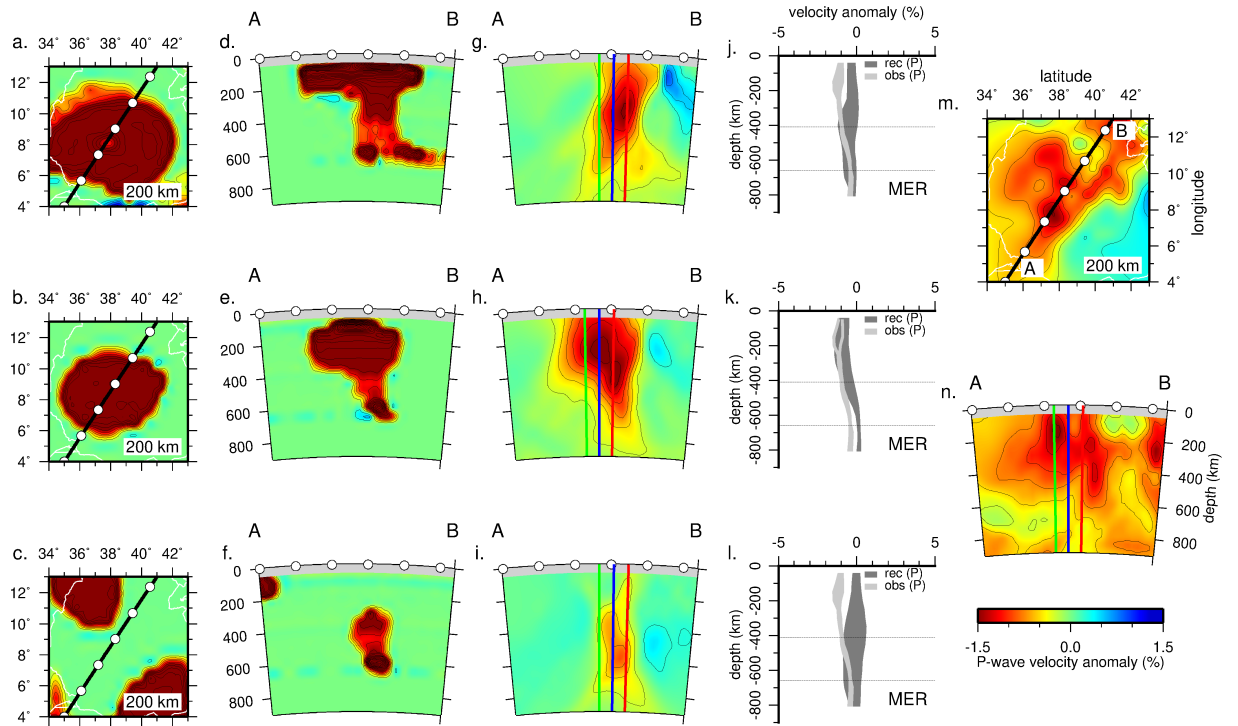 velocity anomaly (%)
A B A B -5 0 5
a. 34° 36° 38° 40° 42° d. g. j.
12° 10° 8° 6° 4°
200 km
0 200 400 600 800
0 -200 -400 -600 -800
depth (km)
rec (P)
obs (P)
MER
latitude
m. 34° 36° 38° 40° 42°
12° 10° 8° 6° 4°
longitude
A B
200 km
A B A B -5 0 5
b. 34° 36° 38° 40° 42° e. h. k.
12° 10° 8° 6° 4°
200 km
0 200 400 600 800
0 -200 -400 -600 -800
depth (km)
rec (P)
obs (P)
MER
A B
n.
0 200 400 600 800
depth (km)
A B A B -5 0 5
c. 34° 36° 38° 40° 42° f. i. l.
12° 10° 8° 6° 4°
200 km
0 200 400 600 800
0 -200 -400 -600 -800
depth (km)
rec (P)
obs (P)
MER
-1.5 0.0 1.5
P-wave velocity anomaly (%)